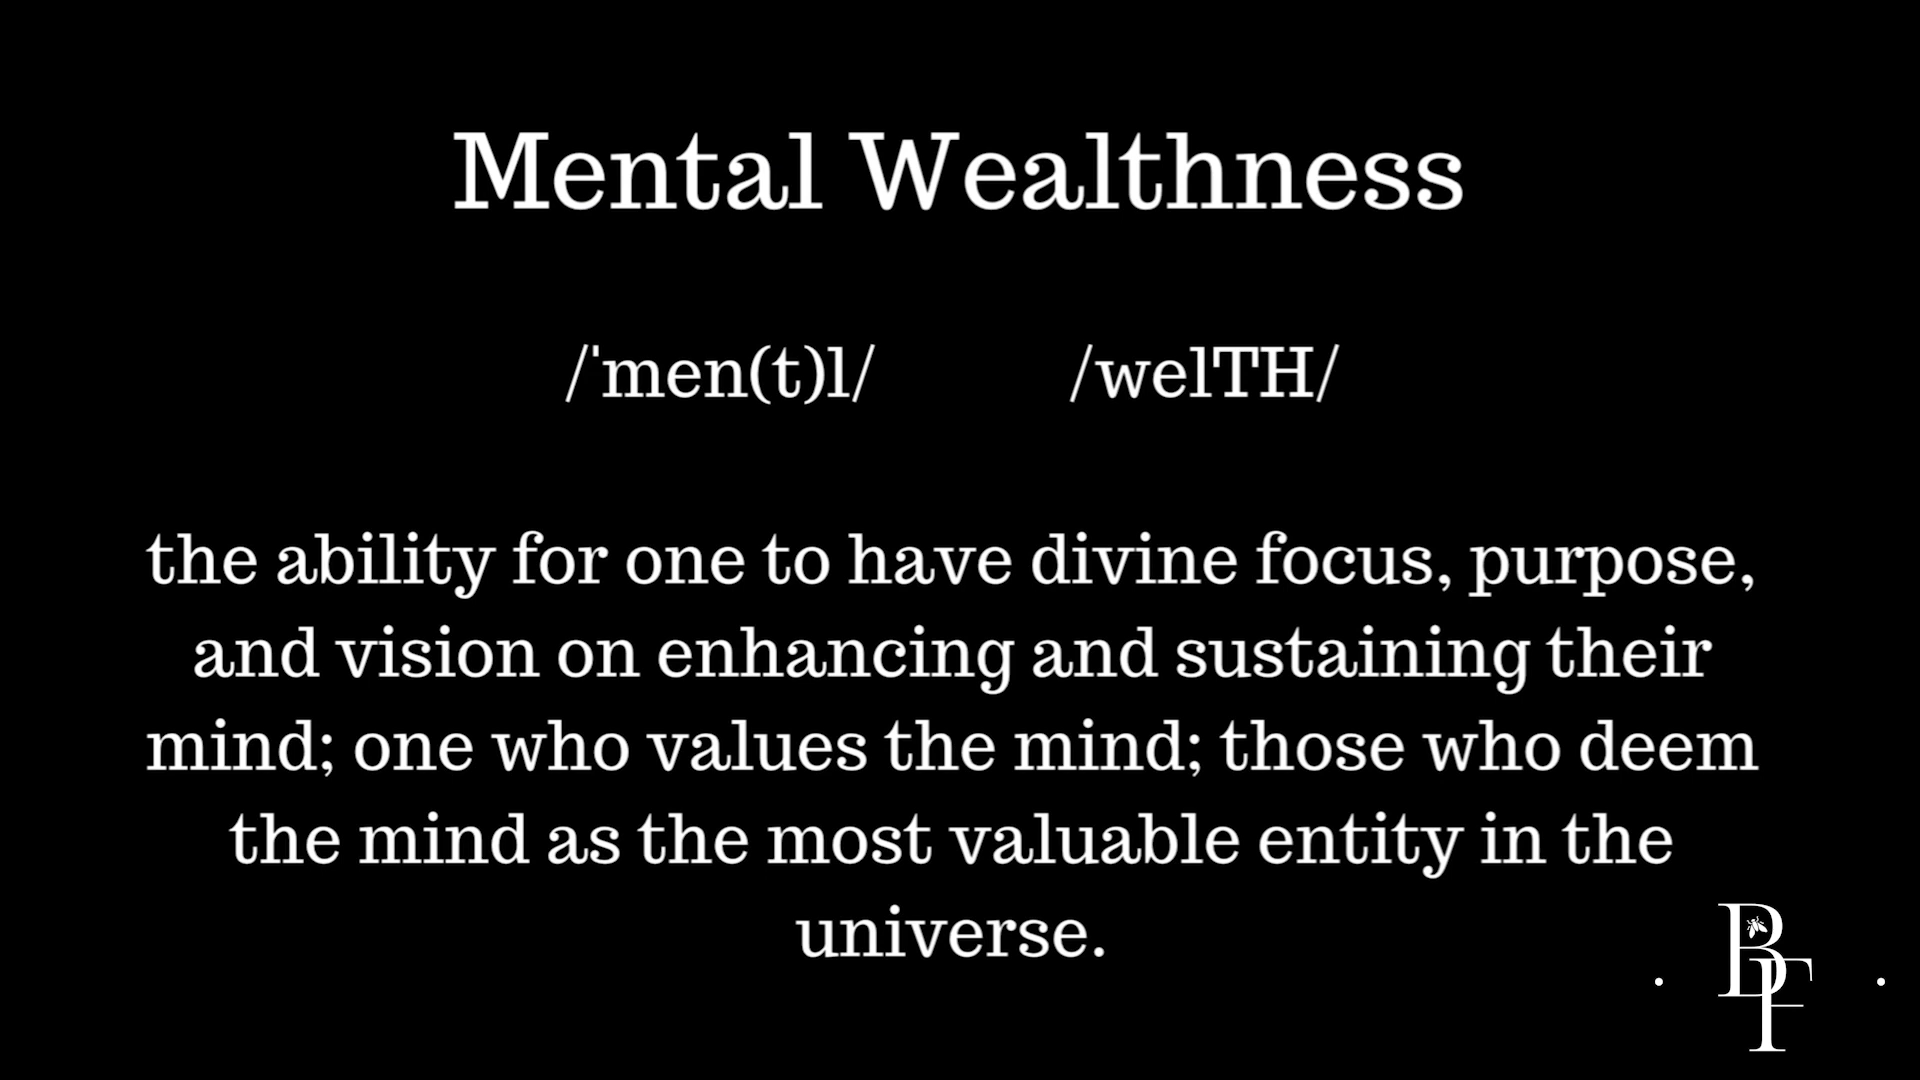 Mental Wealthness
/ˈmen(t)l/ /welTH/
the ability for one to have divine focus, purpose,
and vision on enhancing and sustaining their
mind; one who values the mind; those who deem
the mind as the most valuable entity in the
universe.
. BF .